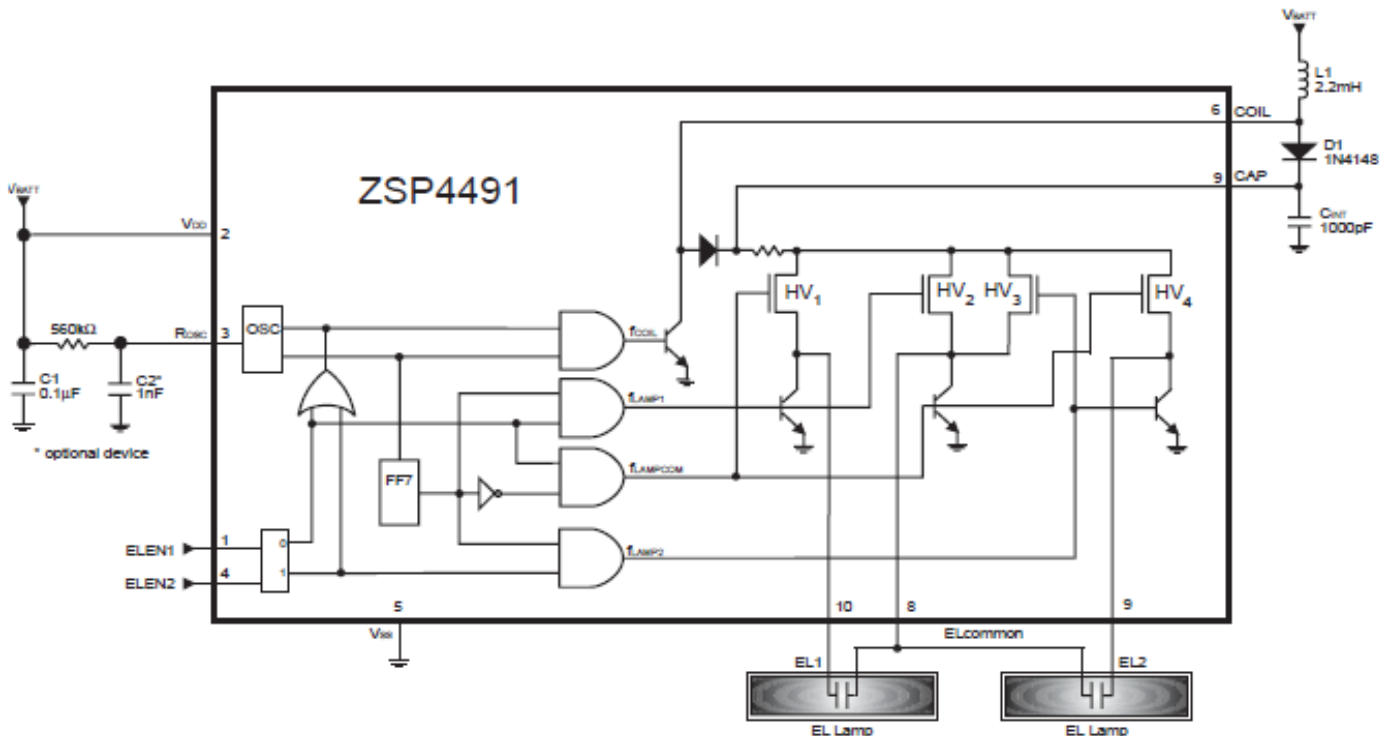 VBATT
L1
2.2mH
6
COIL
D1
1N4148
9
CAP
CINT
1000pF
ZSP4491
VBATT
VDD
2
HV1
HV2
HV3
HV4
560kΩ
ROSC
3
OSC
fCOIL
C1
0.1µF
C2*
1nF
fLAMP1
* optional device
FF7
fLAMPCOM
ELEN1
1
0
fLAMP2
ELEN2
4
1
5
10
8
9
VSS
ELcommon
EL1
EL2
EL Lamp
EL Lamp